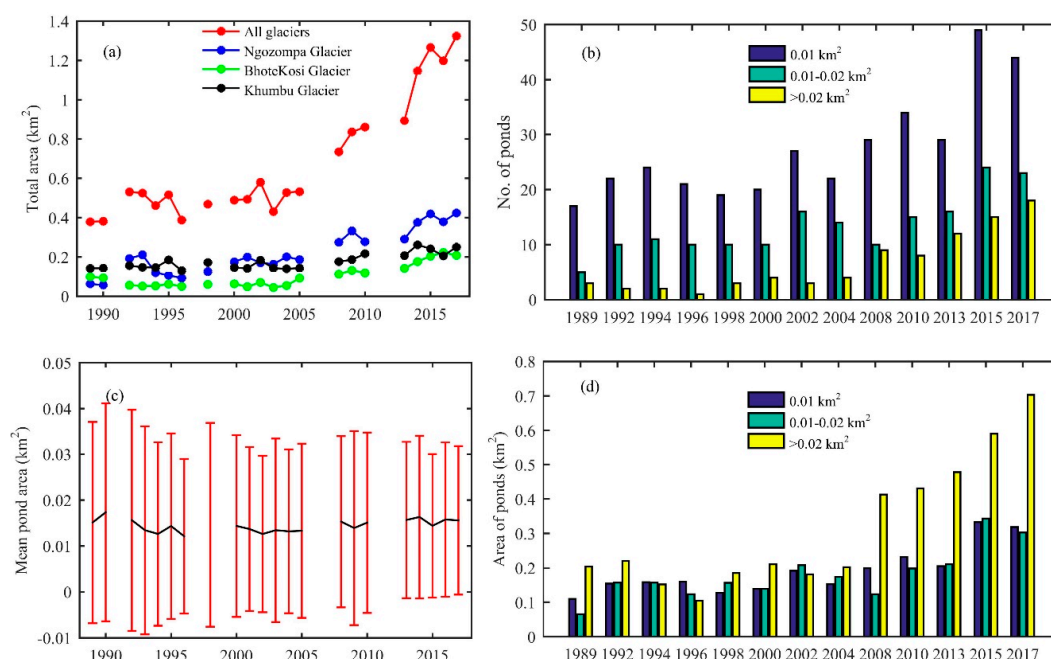 (a)
All glaciers
Ngozompa Glacier
BhoteKosi Glacier
Khumbu Glacier
Total area (km²)
1.4
1.2
1
0.8
0.6
0.4
0.2
0
1990 1995 2000 2005 2010 2015
(b)
0.01 km²
0.01-0.02 km²
>0.02 km²
No. of ponds
50
40
30
20
10
0
1989 1992 1994 1996 1998 2000 2002 2004 2008 2010 2013 2015 2017
(c)
Mean pond area (km²)
0.05
0.04
0.03
0.02
0.01
0
-0.01
1990 1995 2000 2005 2010 2015
(d)
0.01 km²
0.01-0.02 km²
>0.02 km²
Area of ponds (km²)
0.8
0.7
0.6
0.5
0.4
0.3
0.2
0.1
0
1989 1992 1994 1996 1998 2000 2002 2004 2008 2010 2013 2015 2017